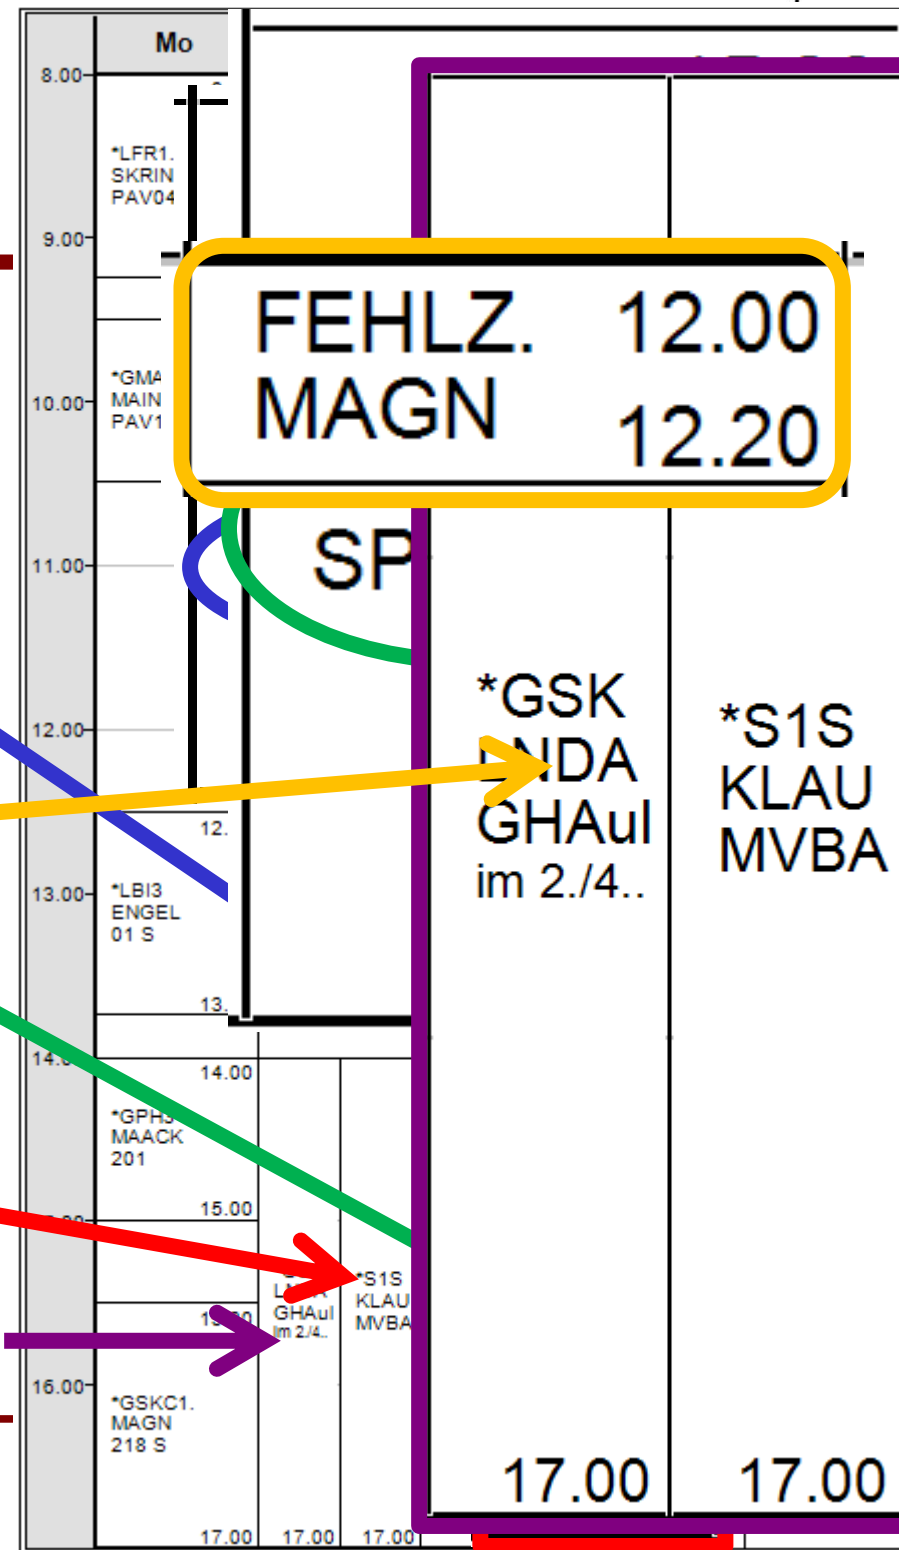 Mo
8.00
*LFR1.
SKRIN
PAV04
9.00
FEHLZ. 12.00
MAGN 12.20
*GMA
MAIN
PAV1
10.00
11.00
SP
*GSK
LNDA
GHAul
im 2./4..
*S1S
KLAU
MVBA
12.00
12.
13.00
*LBI3
ENGEL
01 S
13.
14.00
*GPH3
MAACK
201
15.00
LNDA
GHAul
im 2./4..
*S1S
KLAU
MVBA
16.00
*GSKC1.
MAGN
218 S
17.00 17.00
17.00 17.00 17.00